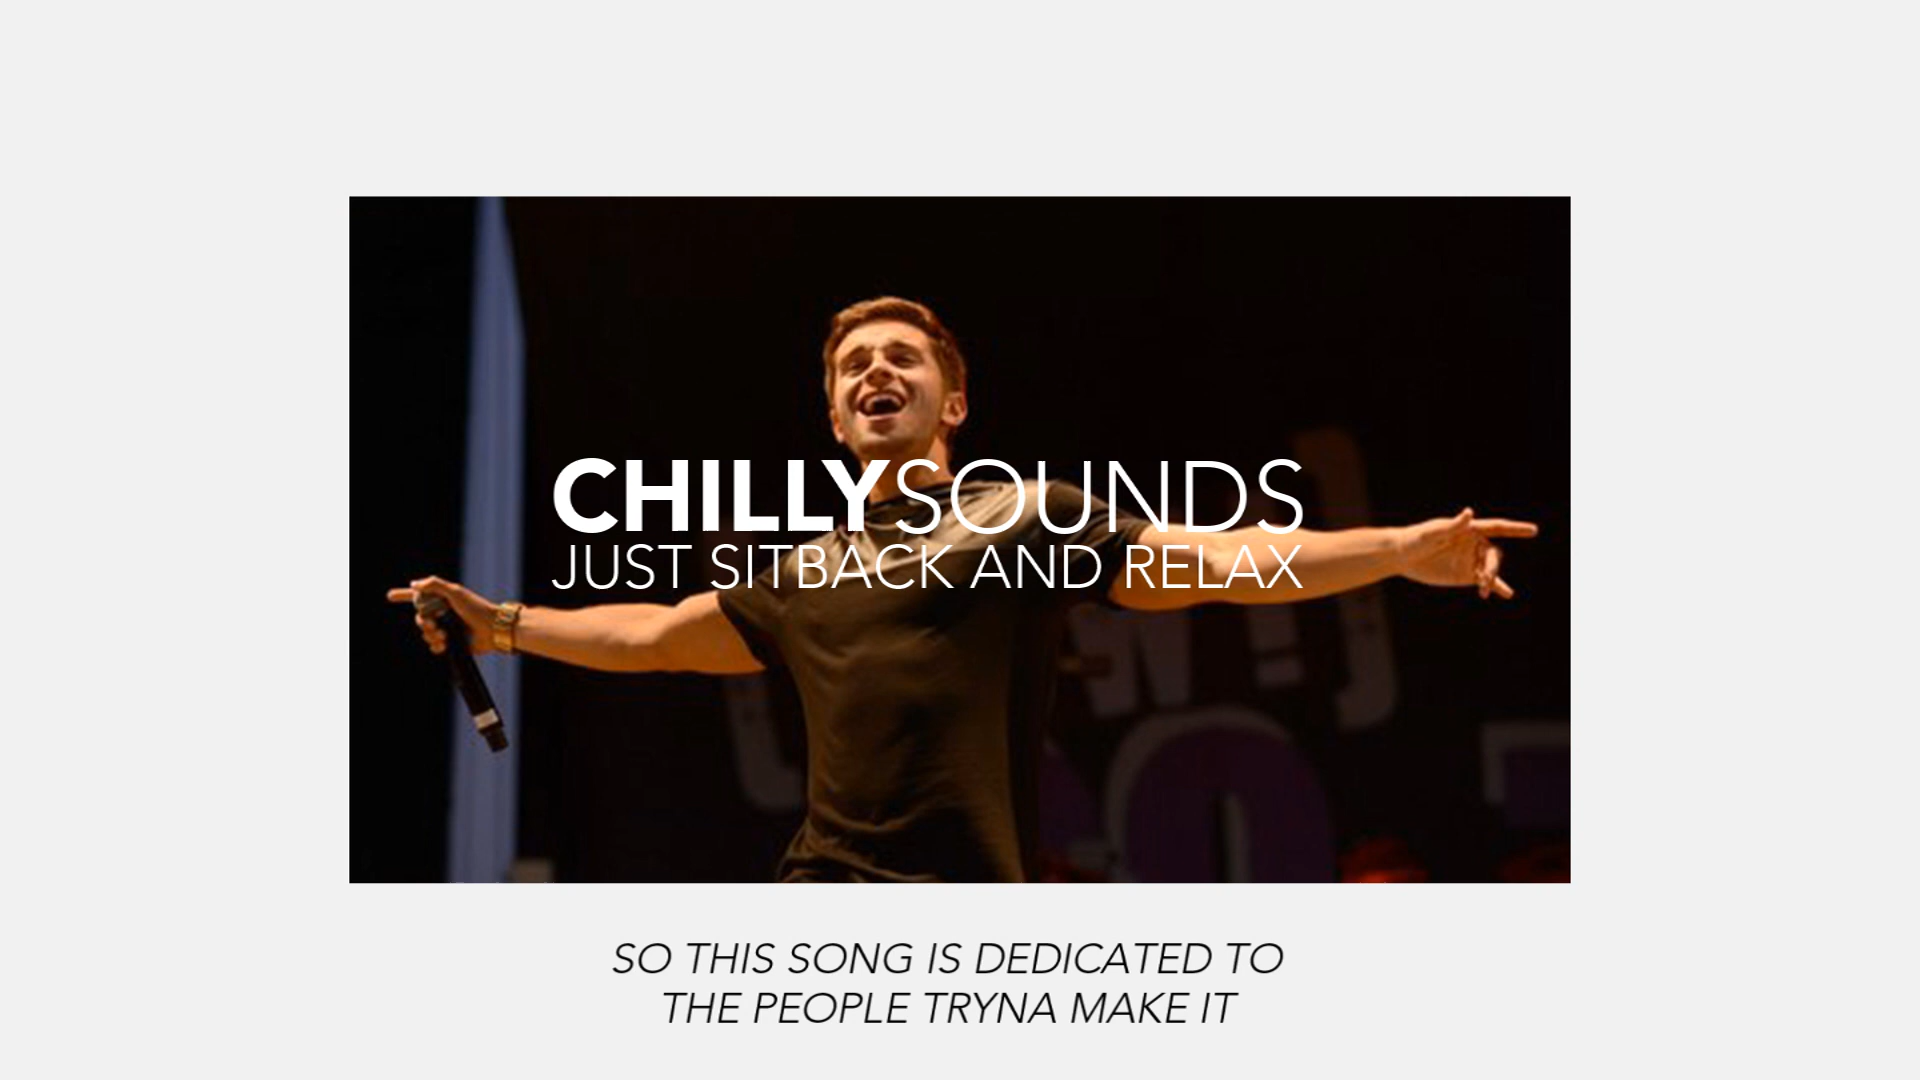 CHILLYSOUNDS
JUST SITBACK AND RELAX
SO THIS SONG IS DEDICATED TO
THE PEOPLE TRYNA MAKE IT